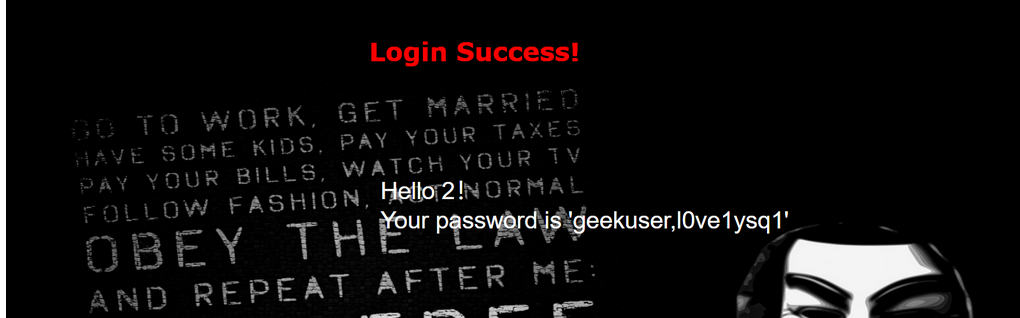 Login Success!
GO TO WORK, GET MARRIED
HAVE SOME KIDS, PAY YOUR TAXES
PAY YOUR BILLS, WATCH YOUR TV
FOLLOW FASHION, ACT NORMAL
Hello 2!
Your password is 'geekuser,l0ve1ysq1'
OBEY THE LAW
AND REPEAT AFTER ME: